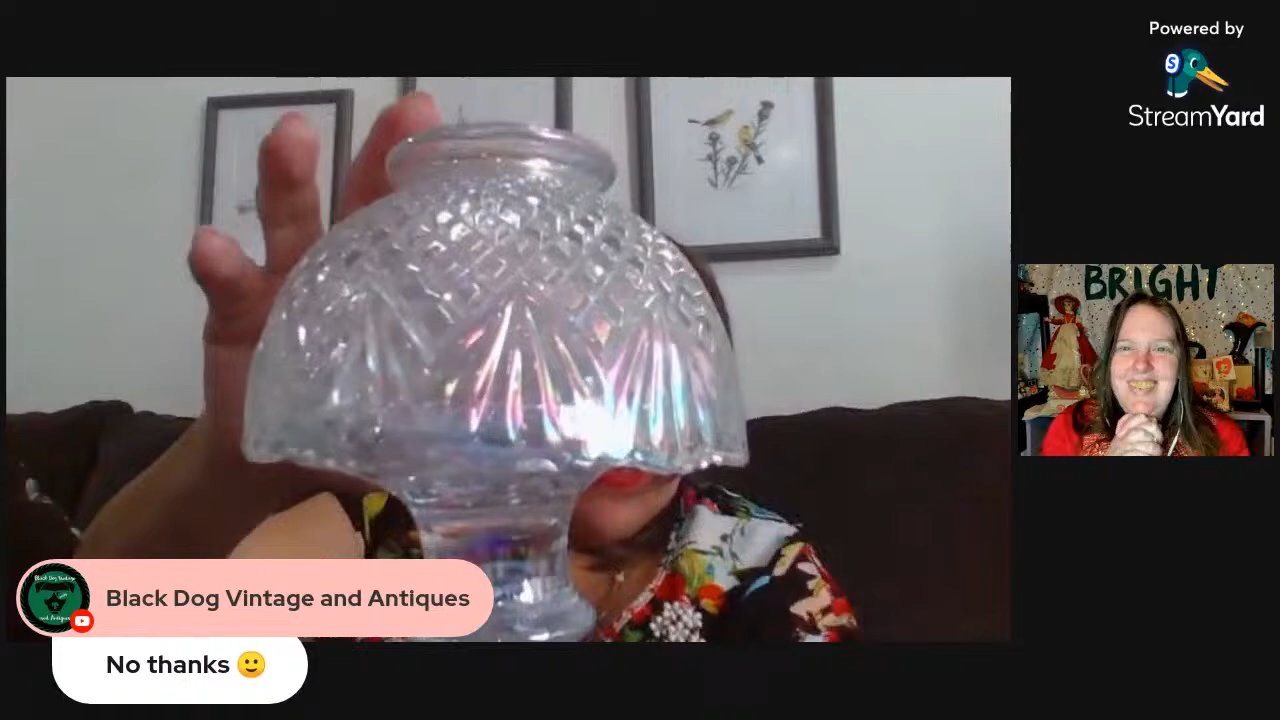 Powered by
StreamYard
BRIGHT
Black Dog Vintage and Antiques
No thanks 🙂